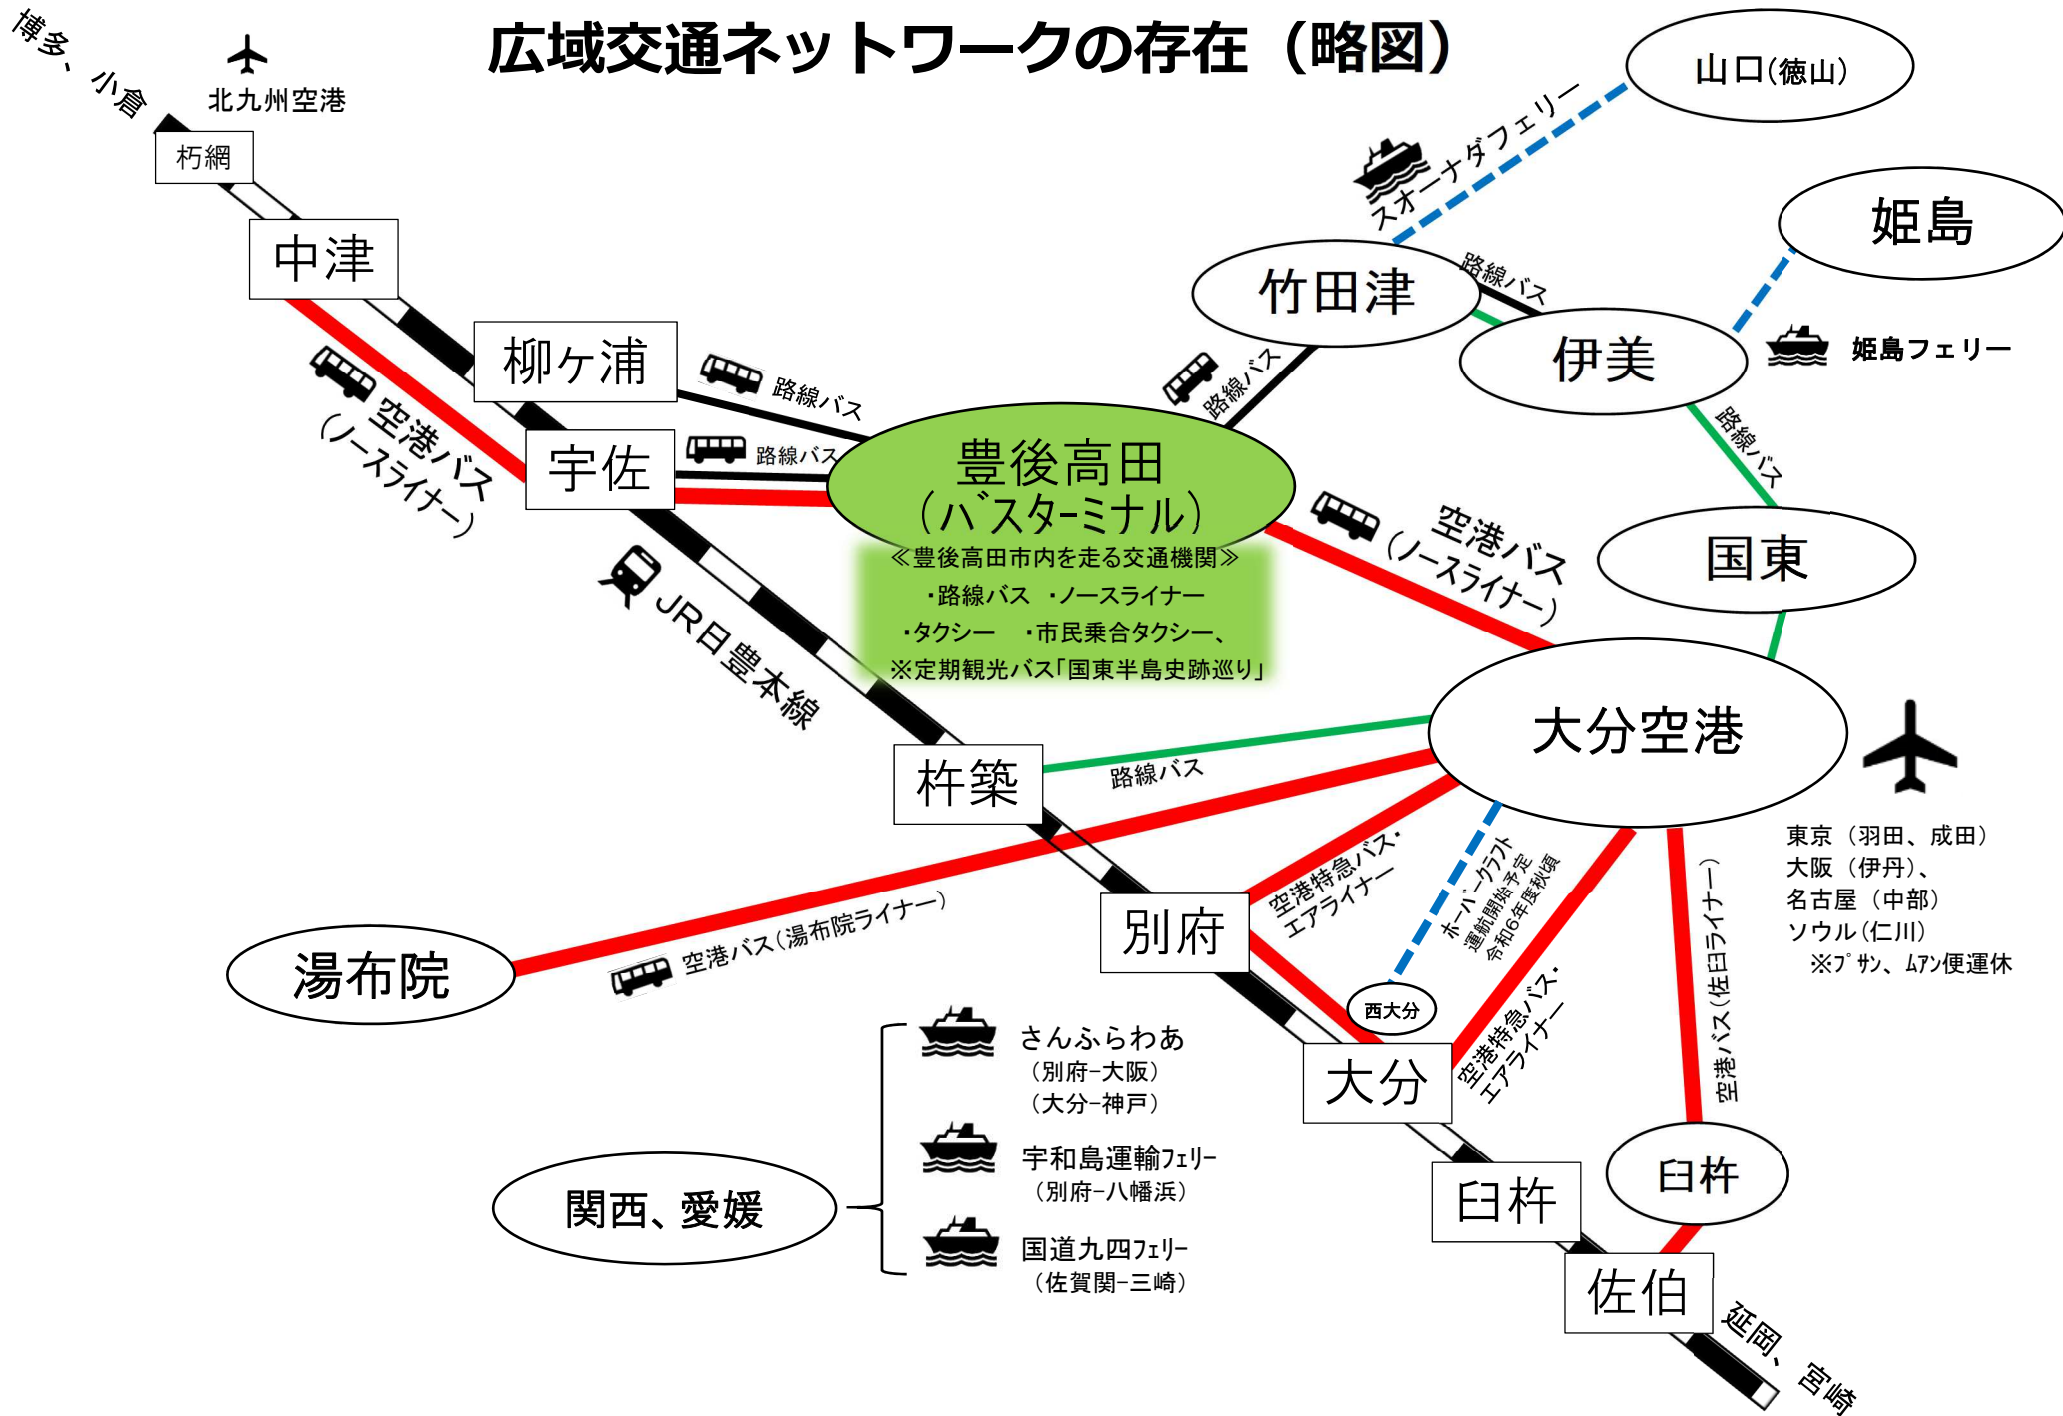 広域交通ネットワークの存在（略図）
博多、小倉
北九州空港
朽網
中津
柳ヶ浦
宇佐
空港バス
（ノースライナー）
路線バス
路線バス
豊後高田
（バスターミナル）
≪豊後高田市内を走る交通機関≫
・路線バス ・ノースライナー
・タクシー ・市民乗合タクシー、
※定期観光バス「国東半島史跡巡り」
路線バス
竹田津
スオーナダフェリー
山口(徳山)
路線バス
伊美
姫島
姫島フェリー
路線バス
国東
空港バス
（ノースライナー）
大分空港
東京（羽田、成田）
大阪（伊丹）、
名古屋（中部）
ソウル(仁川)
※プサン、ムアン便運休
JR日豊本線
杵築
路線バス
湯布院
空港バス(湯布院ライナー)
別府
空港特急バス・
エアライナー
ホーバークラフト
運航開始予定
令和6年度秋頃
西大分
空港特急バス・
エアライナー
大分
空港バス(佐臼ライナー)
臼杵
臼杵
佐伯
延岡、宮崎
関西、愛媛
さんふらわあ
（別府-大阪）
（大分-神戸）
宇和島運輸フェリー
（別府-八幡浜）
国道九四フェリー
（佐賀関-三崎）